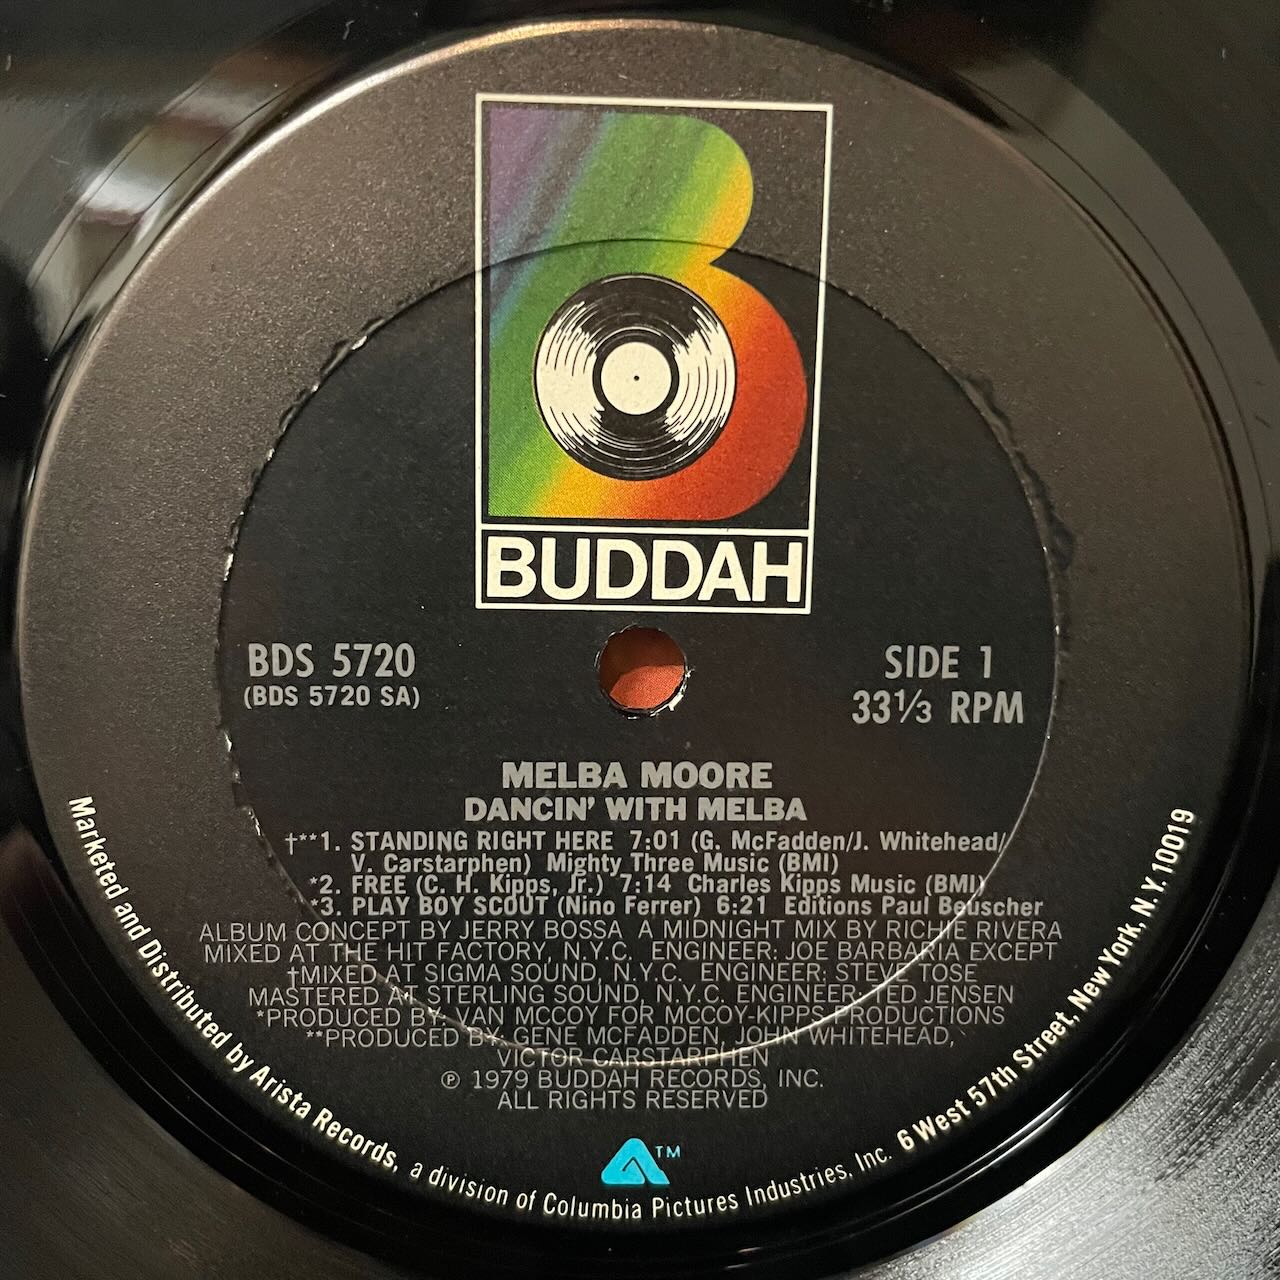 BUDDAH
BDS 5720
(BDS 5720 SA)
SIDE 1
33⅓ RPM
MELBA MOORE
DANCIN' WITH MELBA
†**1. STANDING RIGHT HERE 7:01 (G. McFadden/J. Whitehead/
V. Carstarphen) Mighty Three Music (BMI)
*2. FREE (C. H. Kipps, Jr.) 7:14 Charles Kipps Music (BMI)
*3. PLAY BOY SCOUT (Nino Ferrer) 6:21 Editions Paul Beuscher
ALBUM CONCEPT BY JERRY BOSSA A MIDNIGHT MIX BY RICHIE RIVERA
MIXED AT THE HIT FACTORY, N.Y.C. ENGINEER: JOE BARBARIA EXCEPT
†MIXED AT SIGMA SOUND, N.Y.C. ENGINEER: STEVE TOSE
MASTERED AT STERLING SOUND, N.Y.C. ENGINEER: TED JENSEN
*PRODUCED BY: VAN MCCOY FOR MCCOY-KIPPS PRODUCTIONS
**PRODUCED BY: GENE MCFADDEN, JOHN WHITEHEAD,
VICTOR CARSTARPHEN
℗ 1979 BUDDAH RECORDS, INC.
ALL RIGHTS RESERVED
TM
Marketed and Distributed by Arista Records, a division of Columbia Pictures Industries, Inc. 6 West 57th Street, New York, N.Y. 10019